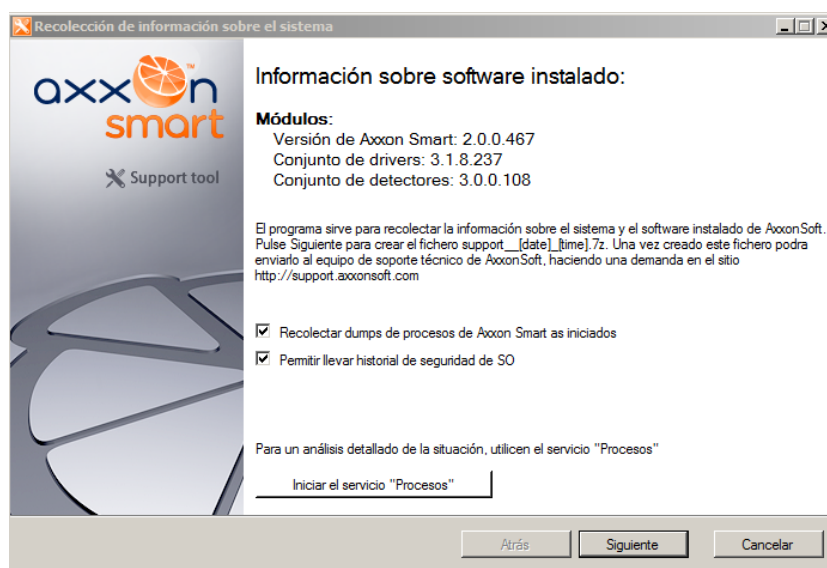 Recolección de información sobre el sistema
axxon
TM
smart
Support tool
Información sobre software instalado:
Módulos:
Versión de Axxon Smart: 2.0.0.467
Conjunto de drivers: 3.1.8.237
Conjunto de detectores: 3.0.0.108
El programa sirve para recolectar la información sobre el sistema y el software instalado de AxxonSoft.
Pulse Siguiente para crear el fichero support__[date]_[time].7z. Una vez creado este fichero podra
enviarlo al equipo de soporte técnico de AxxonSoft, haciendo una demanda en el sitio
http://support.axxonsoft.com
Recolectar dumps de procesos de Axxon Smart as iniciados
Permitir llevar historial de seguridad de SO
Para un análisis detallado de la situación, utilicen el servicio "Procesos"
Iniciar el servicio "Procesos"
Atrás
Siguiente
Cancelar